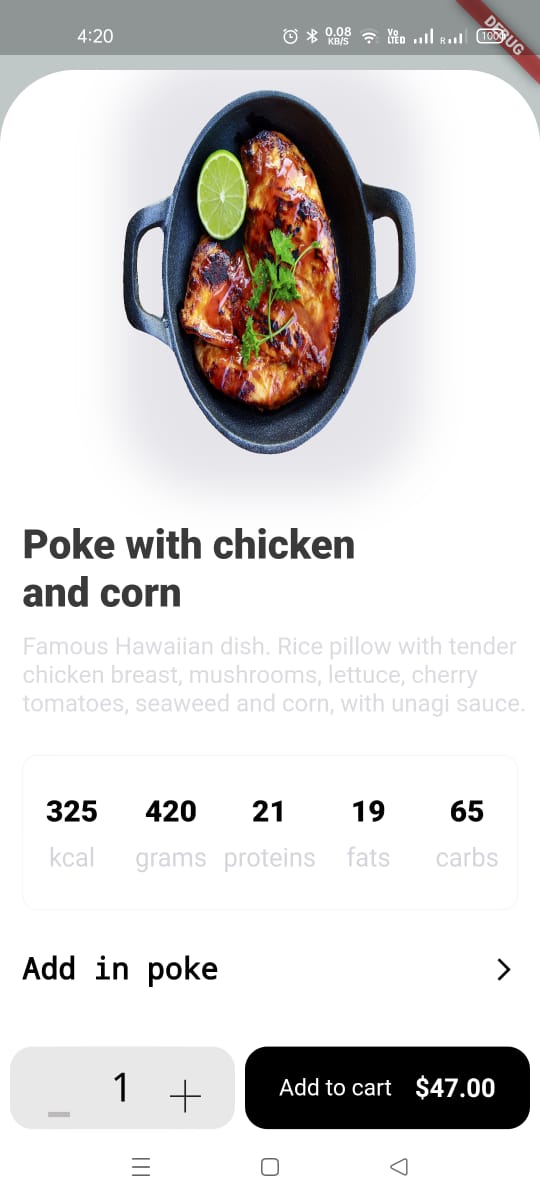 4:20
0.08 KB/S Vo LTED R 100
DEBUG
Poke with chicken
and corn
Famous Hawaiian dish. Rice pillow with tender
chicken breast, mushrooms, lettuce, cherry
tomatoes, seaweed and corn, with unagi sauce.
325 420 21 19 65
kcal grams proteins fats carbs
Add in poke
1 Add to cart $47.00